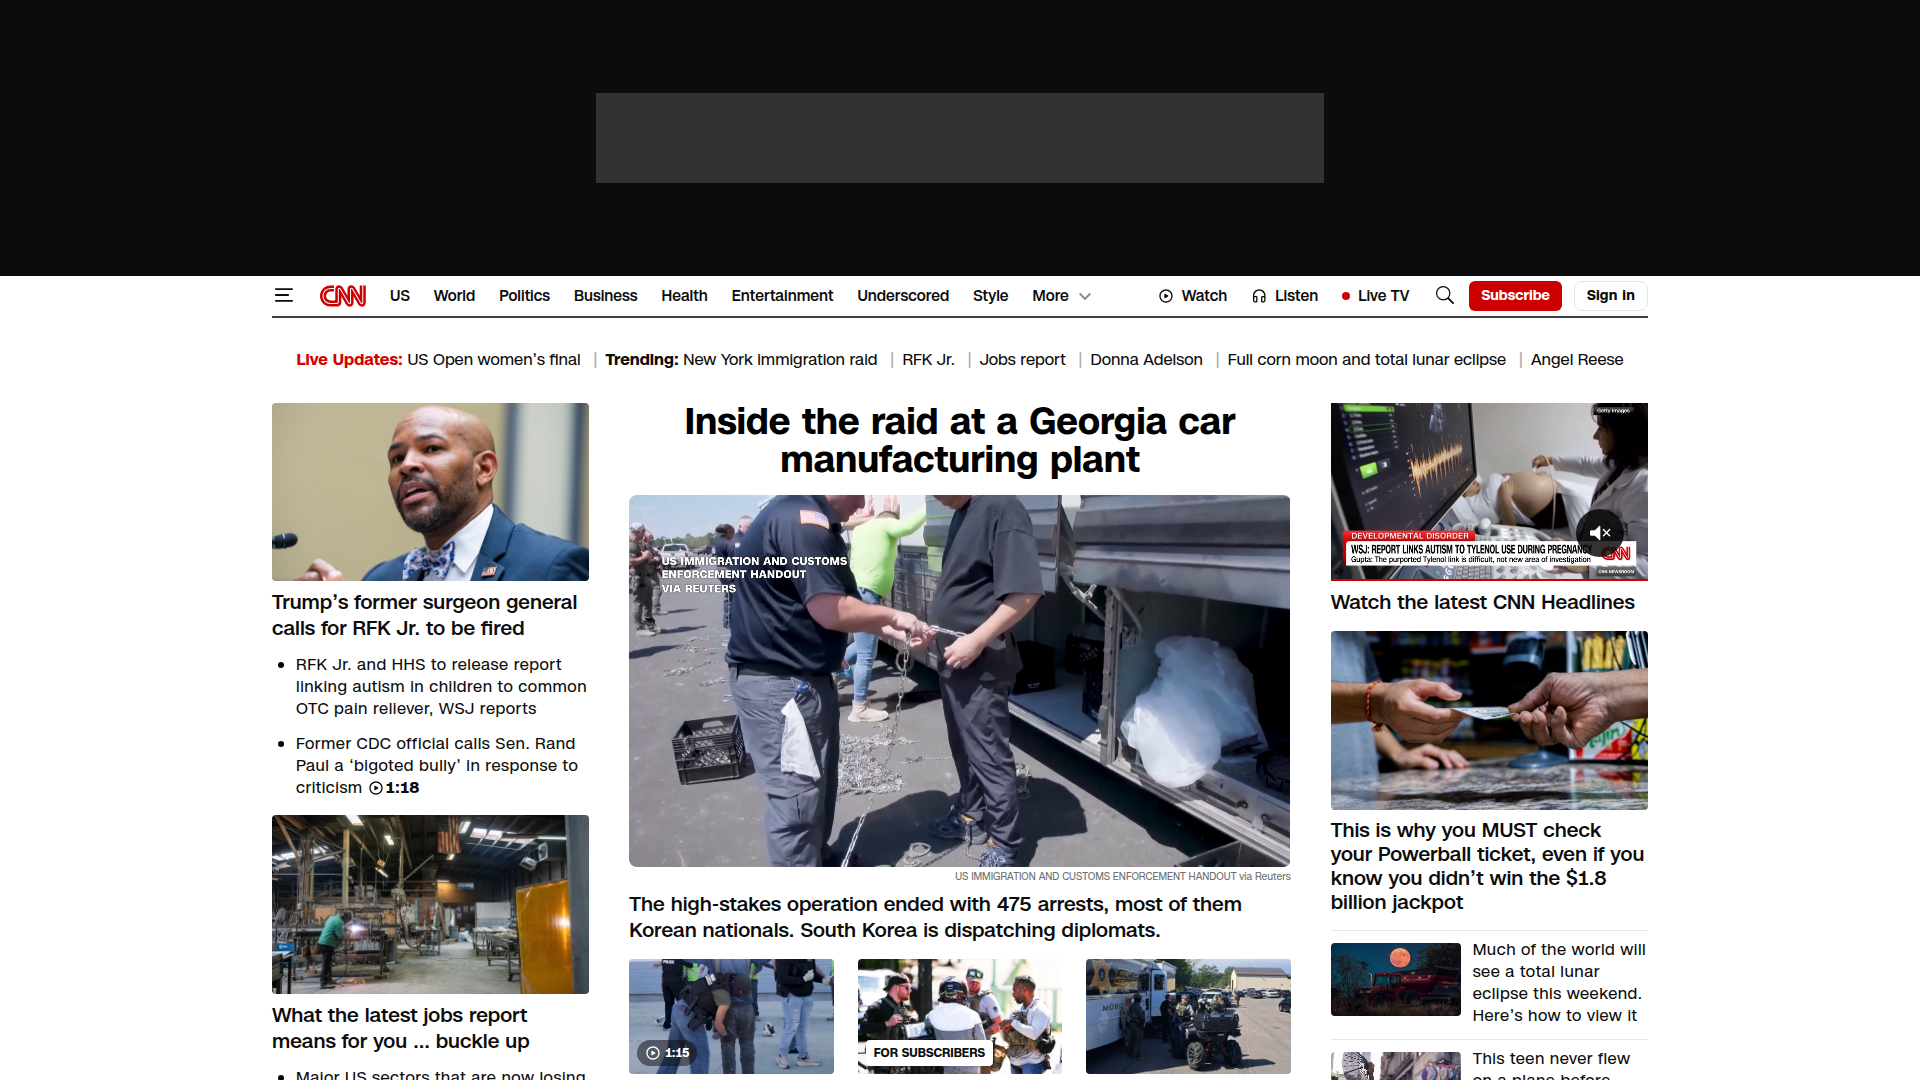 CNN
US
World
Politics
Business
Health
Entertainment
Underscored
Style
More
Watch
Listen
Live TV
Subscribe
Sign in
Live Updates: US Open women’s final
Trending: New York immigration raid
RFK Jr.
Jobs report
Donna Adelson
Full corn moon and total lunar eclipse
Angel Reese
Trump’s former surgeon general
calls for RFK Jr. to be fired
RFK Jr. and HHS to release report
linking autism in children to common
OTC pain reliever, WSJ reports
Former CDC official calls Sen. Rand
Paul a ‘bigoted bully’ in response to
criticism 1:18
What the latest jobs report
means for you ... buckle up
Major US sectors that are now losing
Inside the raid at a Georgia car
manufacturing plant
US IMMIGRATION AND CUSTOMS
ENFORCEMENT HANDOUT
VIA REUTERS
US IMMIGRATION AND CUSTOMS ENFORCEMENT HANDOUT via Reuters
The high-stakes operation ended with 475 arrests, most of them
Korean nationals. South Korea is dispatching diplomats.
1:15
FOR SUBSCRIBERS
Getty Images
DEVELOPMENTAL DISORDER
WSJ: REPORT LINKS AUTISM TO TYLENOL USE DURING PREGNANCY
Gupta: The purported Tylenol link is difficult, not new area of investigation
CNN
CNN NEWSROOM
Watch the latest CNN Headlines
This is why you MUST check
your Powerball ticket, even if you
know you didn’t win the $1.8
billion jackpot
Much of the world will
see a total lunar
eclipse this weekend.
Here’s how to view it
This teen never flew
on a plane before